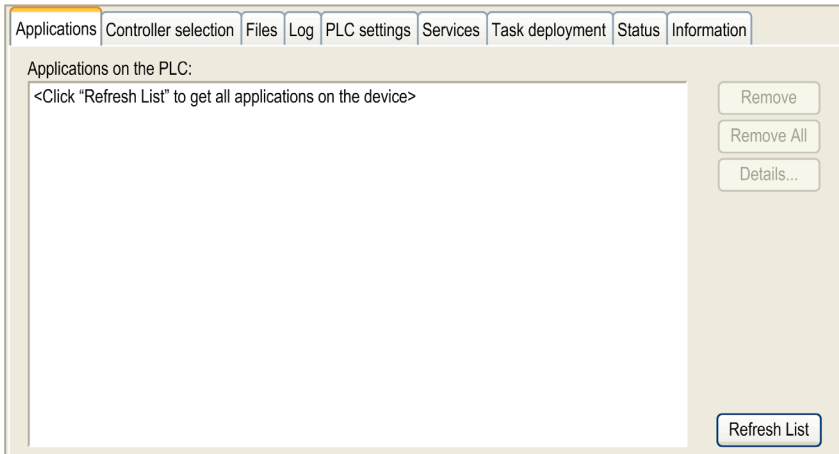 Applications Controller selection Files Log PLC settings Services Task deployment Status Information
Applications on the PLC:
<Click “Refresh List” to get all applications on the device>
Remove
Remove All
Details...
Refresh List